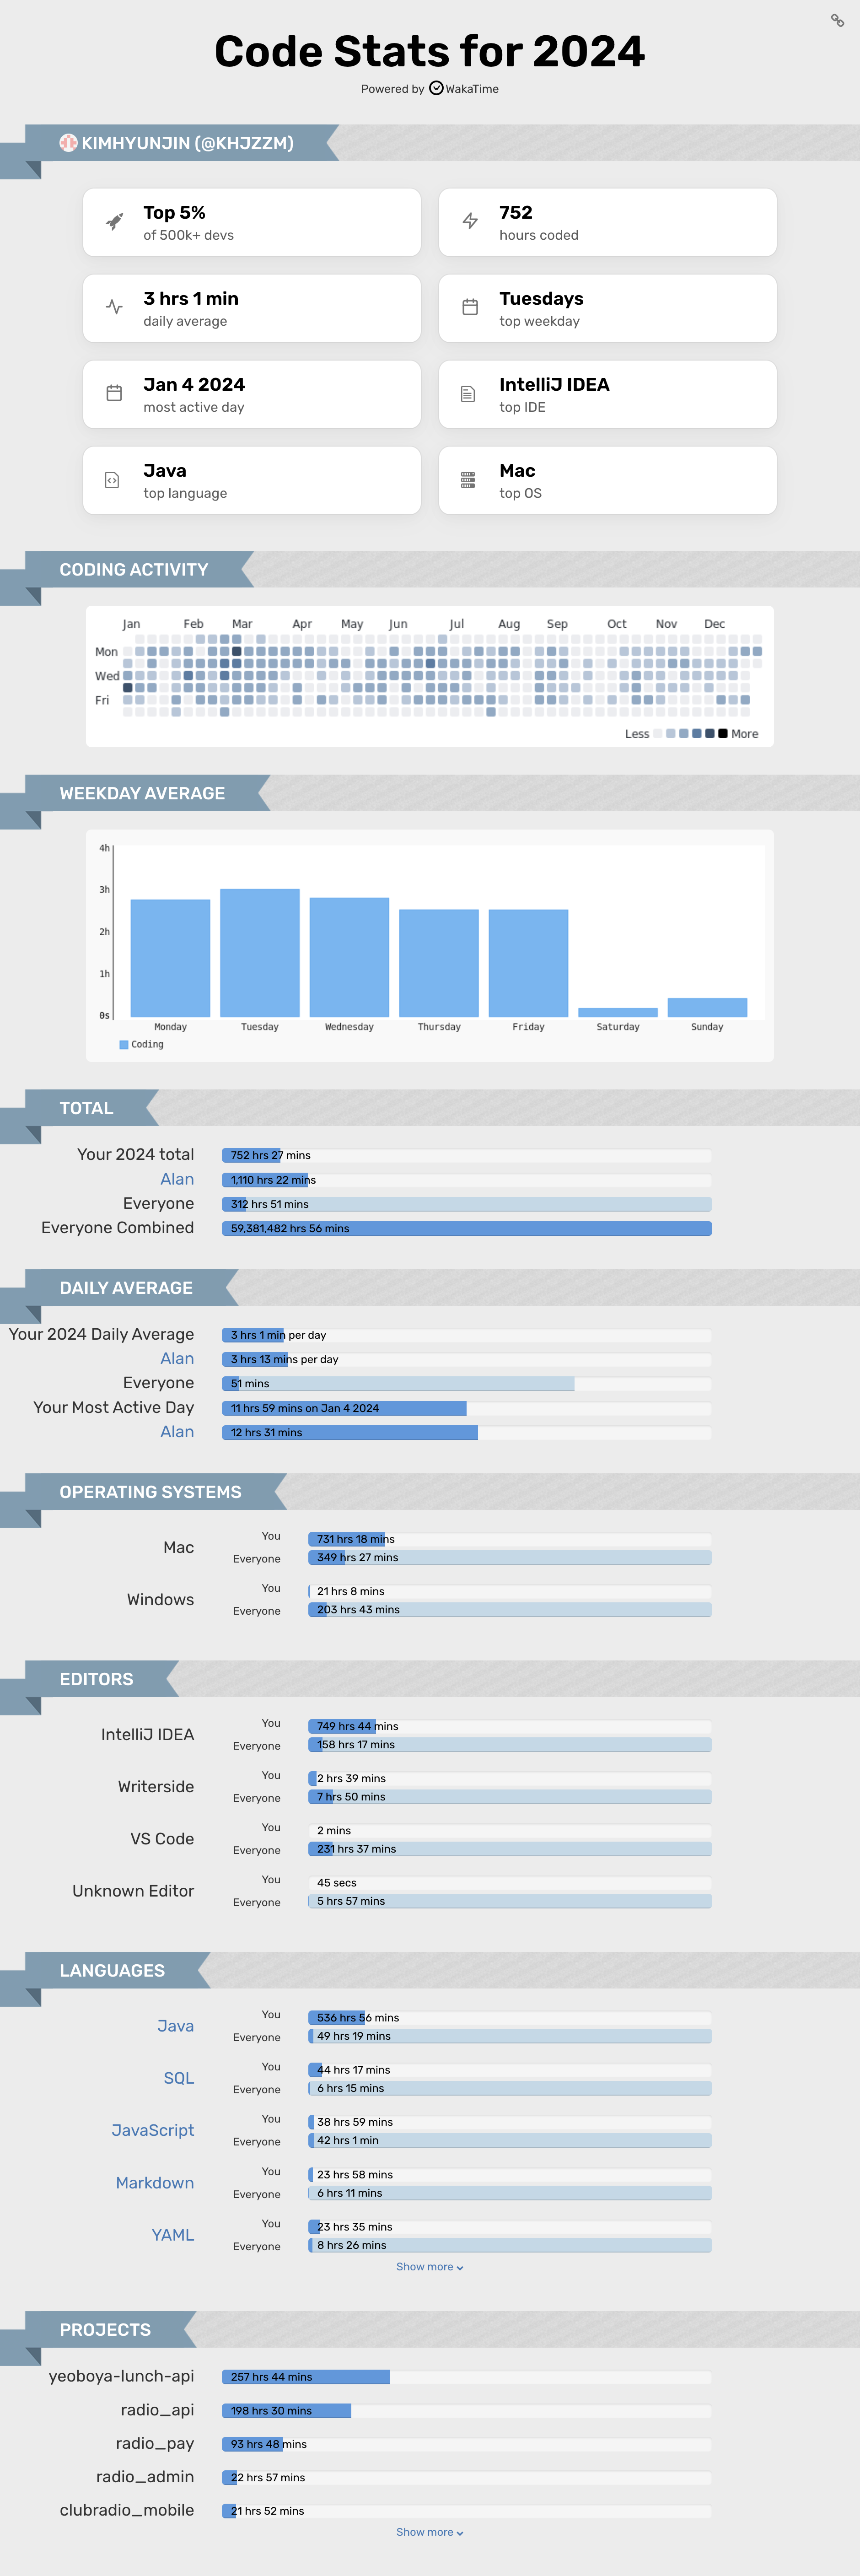 Code Stats for 2024
Powered by WakaTime
KIMHYUNJIN (@KHJZZM)
Top 5%
of 500k+ devs
752
hours coded
3 hrs 1 min
daily average
Tuesdays
top weekday
Jan 4 2024
most active day
IntelliJ IDEA
top IDE
Java
top language
Mac
top OS
CODING ACTIVITY
Jan Feb Mar Apr May Jun Jul Aug Sep Oct Nov Dec
Mon
Wed
Fri
Less More
WEEKDAY AVERAGE
4h
3h
2h
1h
0s
Monday Tuesday Wednesday Thursday Friday Saturday Sunday
Coding
TOTAL
Your 2024 total 752 hrs 27 mins
Alan 1,110 hrs 22 mins
Everyone 312 hrs 51 mins
Everyone Combined 59,381,482 hrs 56 mins
DAILY AVERAGE
Your 2024 Daily Average 3 hrs 1 min per day
Alan 3 hrs 13 mins per day
Everyone 51 mins
Your Most Active Day 11 hrs 59 mins on Jan 4 2024
Alan 12 hrs 31 mins
OPERATING SYSTEMS
Mac
You 731 hrs 18 mins
Everyone 349 hrs 27 mins
Windows
You 21 hrs 8 mins
Everyone 203 hrs 43 mins
EDITORS
IntelliJ IDEA
You 749 hrs 44 mins
Everyone 158 hrs 17 mins
Writerside
You 2 hrs 39 mins
Everyone 7 hrs 50 mins
VS Code
You 2 mins
Everyone 231 hrs 37 mins
Unknown Editor
You 45 secs
Everyone 5 hrs 57 mins
LANGUAGES
Java
You 536 hrs 56 mins
Everyone 49 hrs 19 mins
SQL
You 44 hrs 17 mins
Everyone 6 hrs 15 mins
JavaScript
You 38 hrs 59 mins
Everyone 42 hrs 1 min
Markdown
You 23 hrs 58 mins
Everyone 6 hrs 11 mins
YAML
You 23 hrs 35 mins
Everyone 8 hrs 26 mins
Show more
PROJECTS
yeoboya-lunch-api 257 hrs 44 mins
radio_api 198 hrs 30 mins
radio_pay 93 hrs 48 mins
radio_admin 22 hrs 57 mins
clubradio_mobile 21 hrs 52 mins
Show more